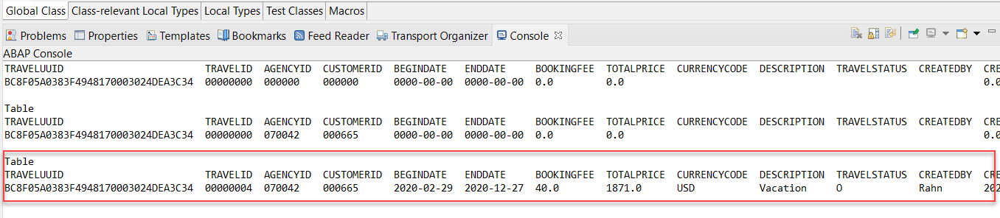 Global Class Class-relevant Local Types Local Types Test Classes Macros
Problems Properties Templates Bookmarks Feed Reader Transport Organizer Console
ABAP Console
TRAVELUUID TRAVELID AGENCYID CUSTOMERID BEGINDATE ENDDATE BOOKINGFEE TOTALPRICE CURRENCYCODE DESCRIPTION TRAVELSTATUS CREATEDBY CRE
BC8F05A0383F4948170003024DEA3C34 00000000 000000 000000 0000-00-00 0000-00-00 0.0 0.0 0.0
Table
TRAVELUUID TRAVELID AGENCYID CUSTOMERID BEGINDATE ENDDATE BOOKINGFEE TOTALPRICE CURRENCYCODE DESCRIPTION TRAVELSTATUS CREATEDBY CRE
BC8F05A0383F4948170003024DEA3C34 00000000 070042 000665 0000-00-00 0000-00-00 0.0 0.0 0.0
Table
TRAVELUUID TRAVELID AGENCYID CUSTOMERID BEGINDATE ENDDATE BOOKINGFEE TOTALPRICE CURRENCYCODE DESCRIPTION TRAVELSTATUS CREATEDBY CRE
BC8F05A0383F4948170003024DEA3C34 00000004 070042 000665 2020-02-29 2020-12-27 40.0 1871.0 USD Vacation O Rahn 202